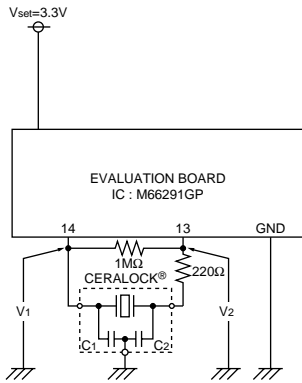 Vset=3.3V
EVALUATION BOARD
IC : M66291GP
14 13 GND
1MΩ
CERALOCK®
220Ω
V1 V2
C1 C2